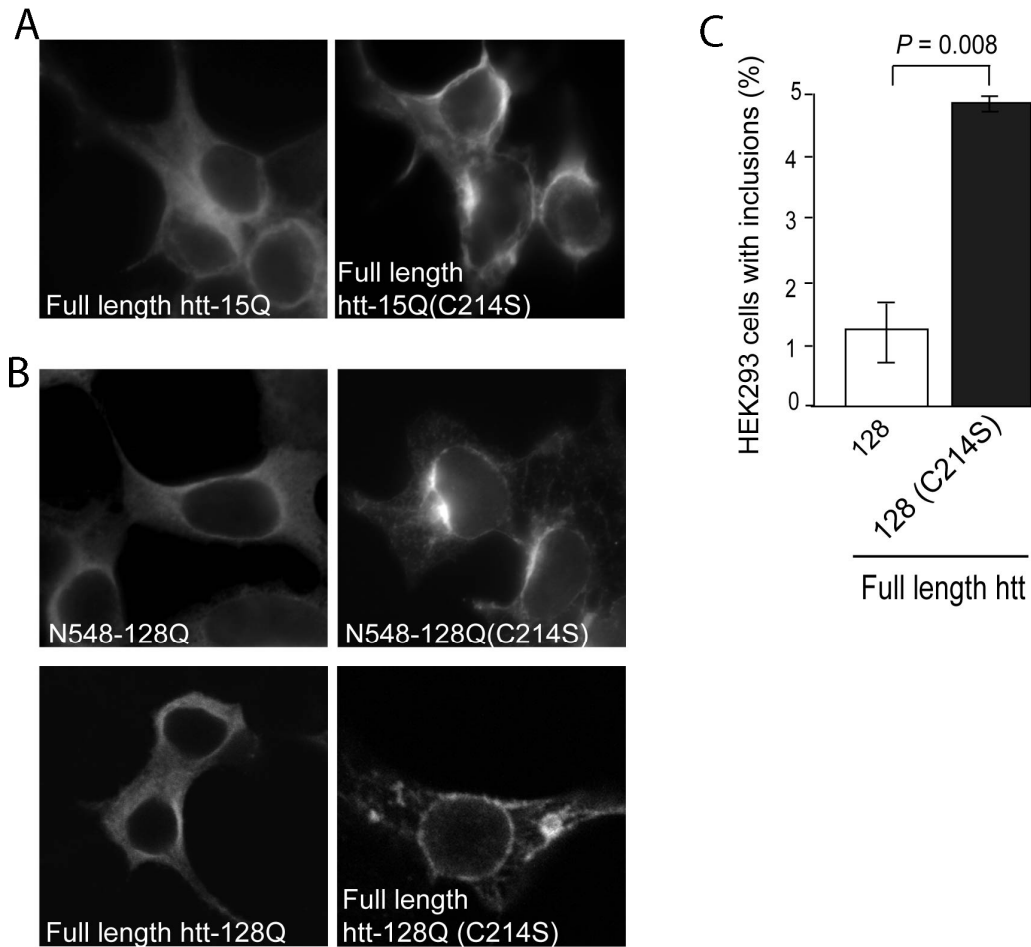 A
Full length htt-15Q
Full length
htt-15Q(C214S)
B
N548-128Q
N548-128Q(C214S)
Full length htt-128Q
Full length
htt-128Q (C214S)
C
P = 0.008
HEK293 cells with inclusions (%)
5
4
3
2
1
0
128
128 (C214S)
Full length htt